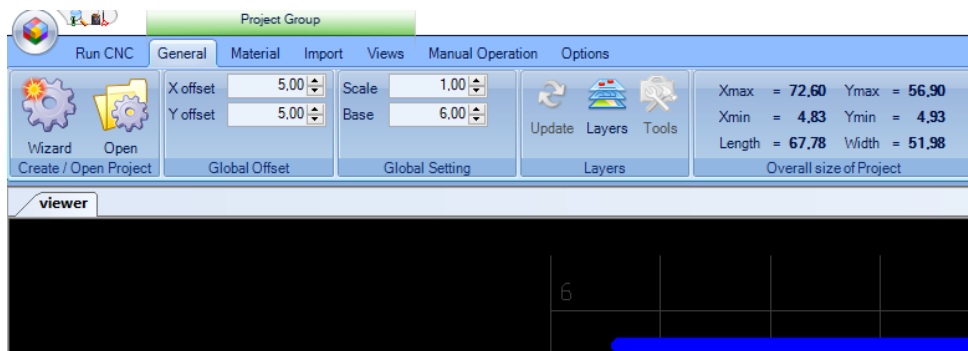 Project Group
Run CNC General Material Import Views Manual Operation Options
X offset 5,00 Scale 1,00 Xmax = 72,60 Ymax = 56,90
Y offset 5,00 Base 6,00 Update Layers Tools Xmin = 4,83 Ymin = 4,93
Wizard Open Length = 67,78 Width = 51,98
Create / Open Project Global Offset Global Setting Layers Overall size of Project
viewer
6